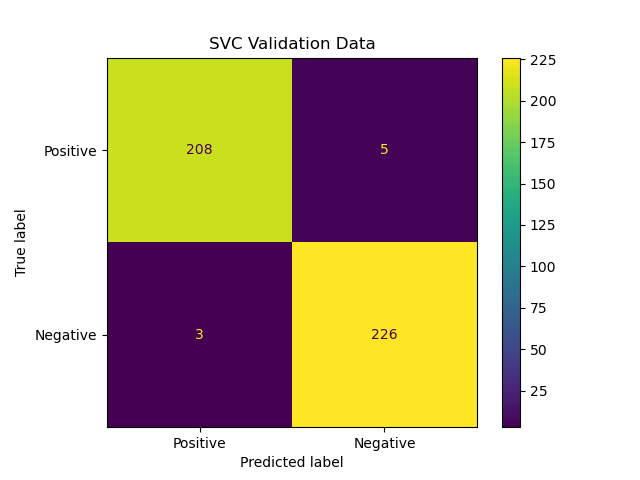 SVC Validation Data
Positive
208
5
Negative
3
226
Positive
Negative
Predicted label
True label
225
200
175
150
125
100
75
50
25